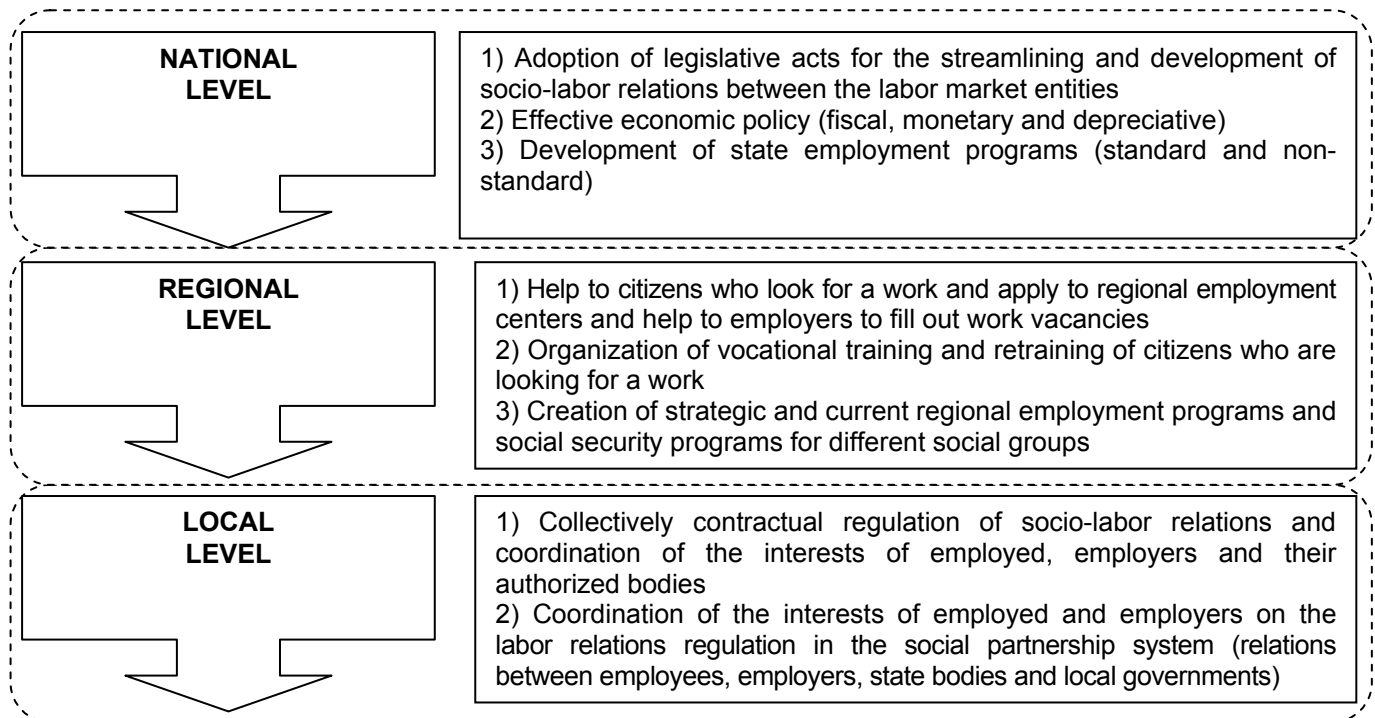 NATIONAL
LEVEL
1) Adoption of legislative acts for the streamlining and development of
socio-labor relations between the labor market entities
2) Effective economic policy (fiscal, monetary and depreciative)
3) Development of state employment programs (standard and non-
standard)
REGIONAL
LEVEL
1) Help to citizens who look for a work and apply to regional employment
centers and help to employers to fill out work vacancies
2) Organization of vocational training and retraining of citizens who are
looking for a work
3) Creation of strategic and current regional employment programs and
social security programs for different social groups
LOCAL
LEVEL
1) Collectively contractual regulation of socio-labor relations and
coordination of the interests of employed, employers and their
authorized bodies
2) Coordination of the interests of employed and employers on the
labor relations regulation in the social partnership system (relations
between employees, employers, state bodies and local governments)